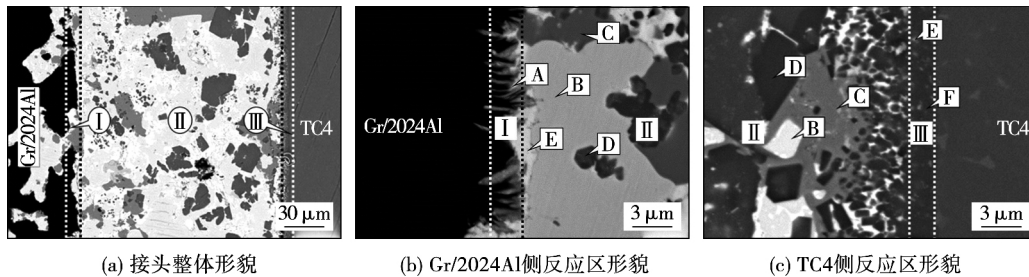 Gr/2024Al
I
II
III
TC4
30 μm
Gr/2024Al
C
A
B
I
E
II
D
3 μm
E
D
C
F
B
II
III
TC4
3 μm
(a) 接头整体形貌
(b) Gr/2024Al侧反应区形貌
(c) TC4侧反应区形貌